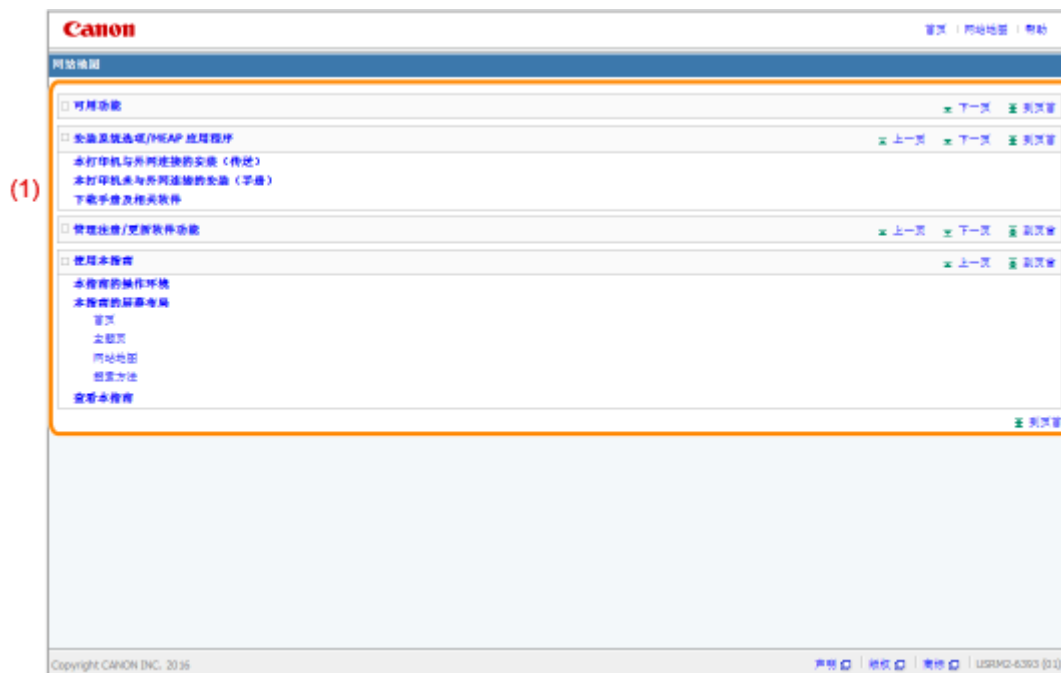 Canon
首页 | 网站地图 | 帮助
网站地图
可用功能 下一页 到页首
安装系统选项/MEAP 应用程序 上一页 下一页 到页首
本打印机与外网连接的安装（传送）
(1)
本打印机未与外网连接的安装（手册）
下载手册及相关软件
管理注册/更新软件功能 上一页 下一页 到页首
使用本指南 上一页 到页首
本指南的操作环境
本指南的屏幕布局
首页
主题页
网站地图
搜索方法
查看本指南
到页首
Copyright CANON INC. 2016
声明 | 版权 | 商标 | USRM2-6393 (01)